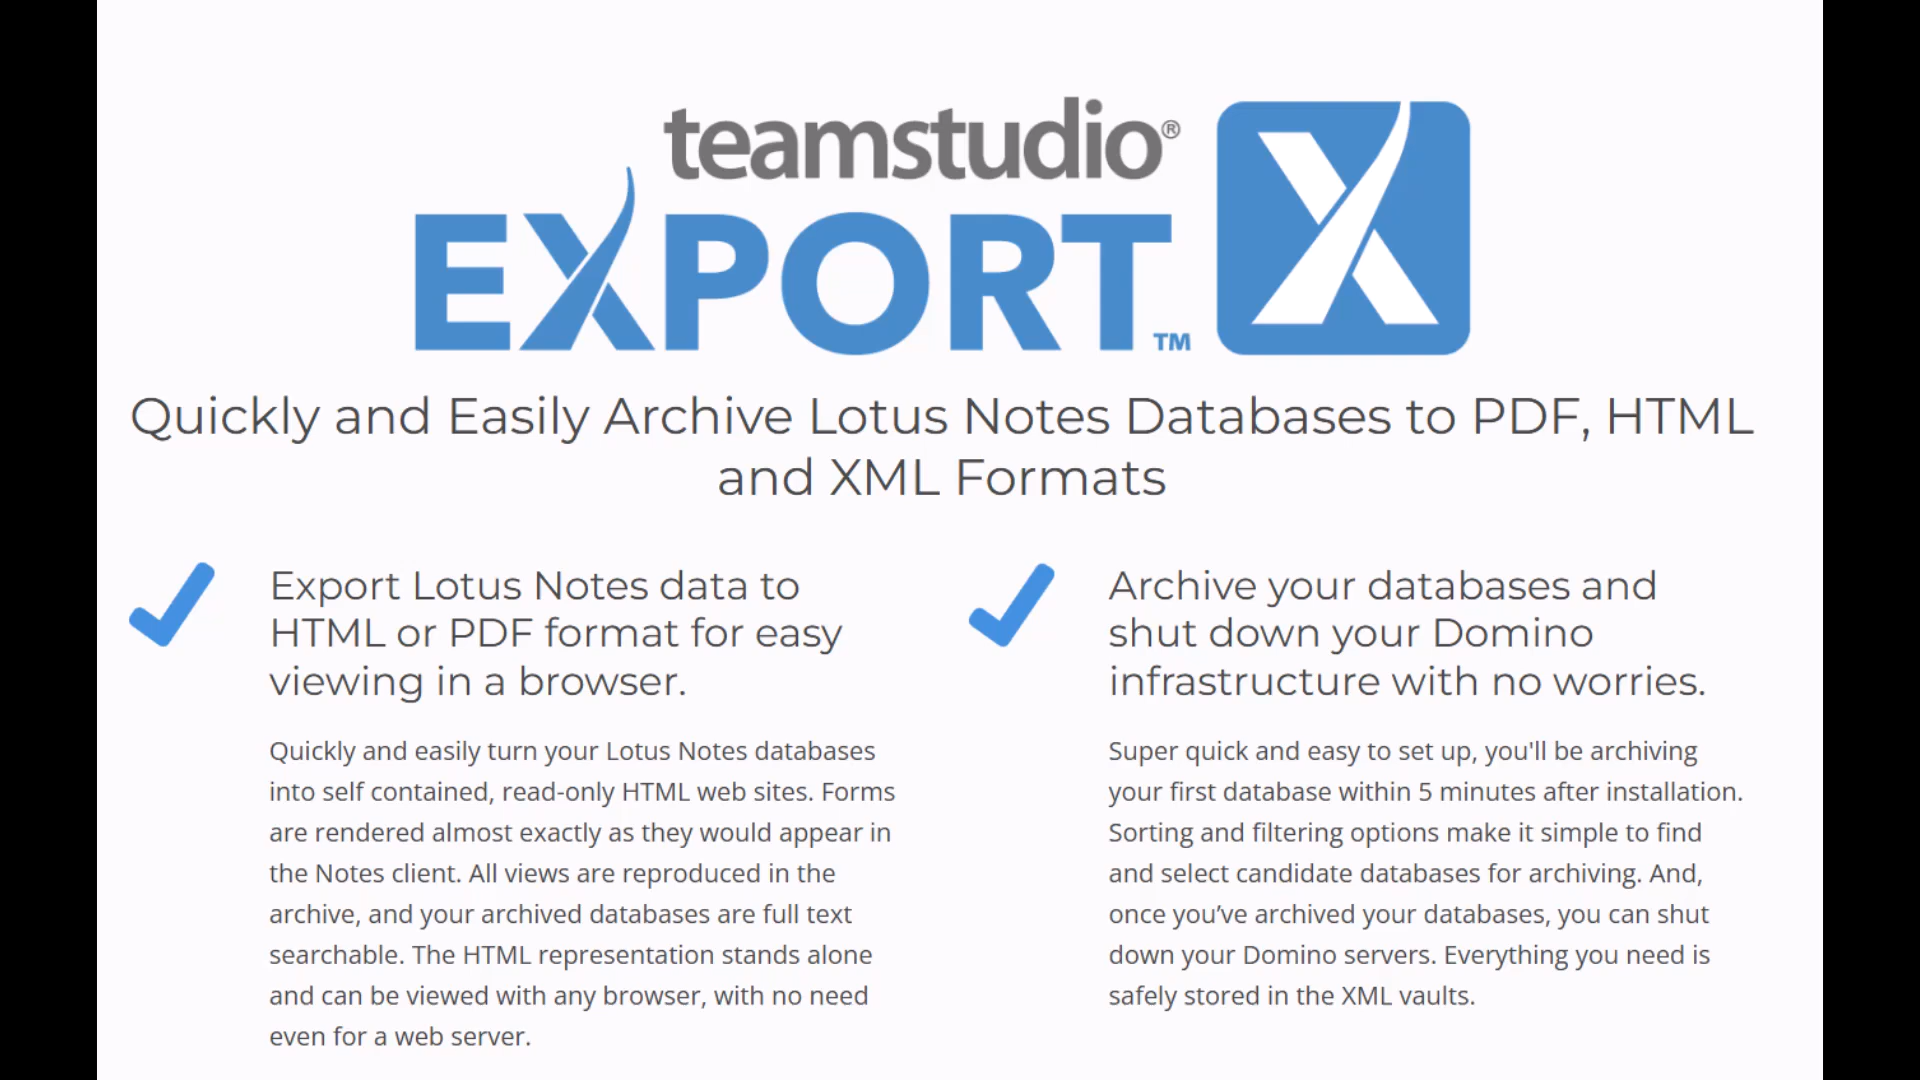 teamstudio®
EXPORT™
Quickly and Easily Archive Lotus Notes Databases to PDF, HTML
and XML Formats
Export Lotus Notes data to
HTML or PDF format for easy
viewing in a browser.
Quickly and easily turn your Lotus Notes databases
into self contained, read-only HTML web sites. Forms
are rendered almost exactly as they would appear in
the Notes client. All views are reproduced in the
archive, and your archived databases are full text
searchable. The HTML representation stands alone
and can be viewed with any browser, with no need
even for a web server.
Archive your databases and
shut down your Domino
infrastructure with no worries.
Super quick and easy to set up, you'll be archiving
your first database within 5 minutes after installation.
Sorting and filtering options make it simple to find
and select candidate databases for archiving. And,
once you’ve archived your databases, you can shut
down your Domino servers. Everything you need is
safely stored in the XML vaults.